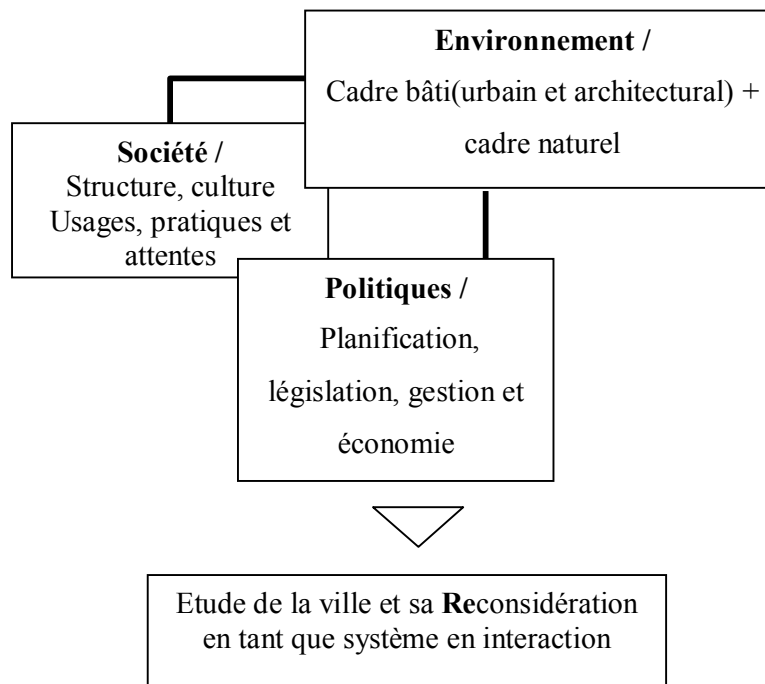 Environnement /
Cadre bâti(urbain et architectural) +
cadre naturel
Société /
Structure, culture
Usages, pratiques et
attentes
Politiques /
Planification,
législation, gestion et
économie
Etude de la ville et sa Reconsidération
en tant que système en interaction